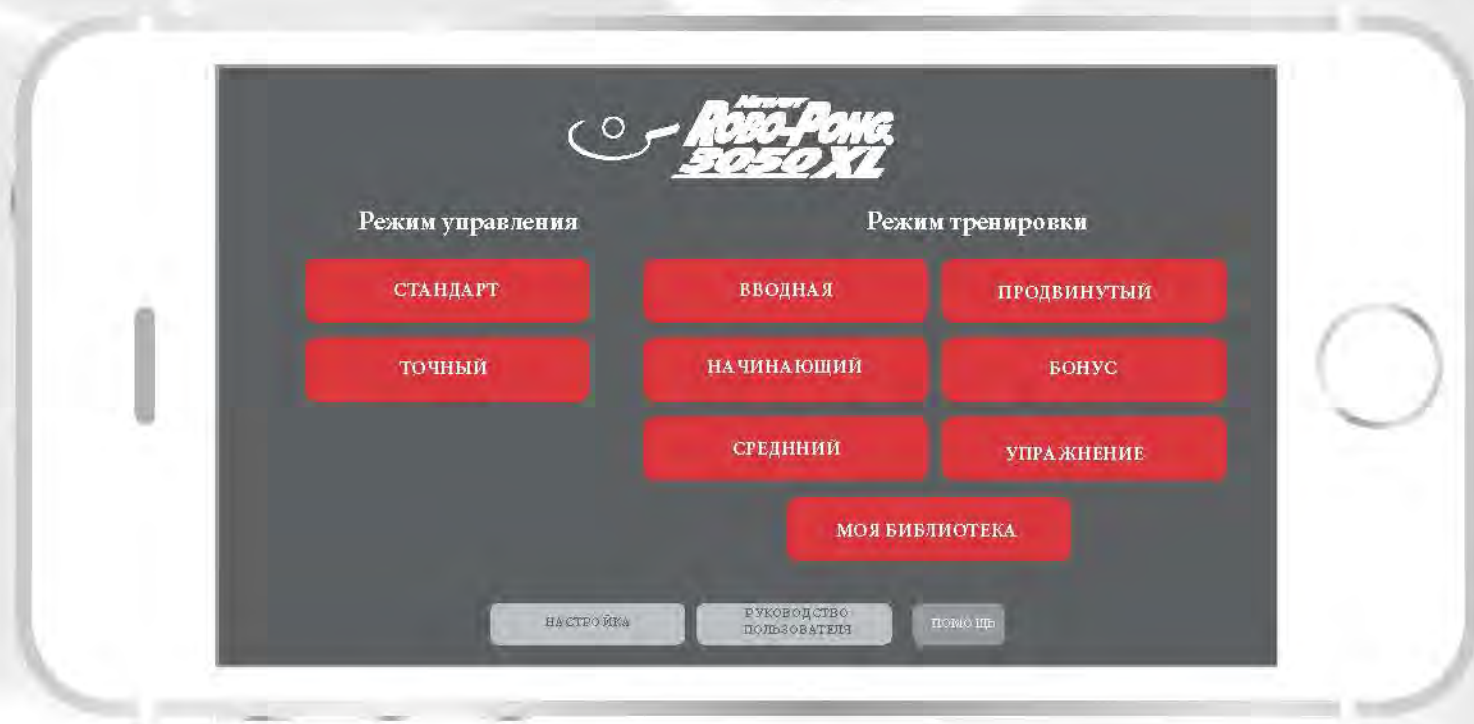 Newgy
ROBO-PONG
3050XL
Режим управления
Режим тренировки
СТАНДАРТ
ТОЧНЫЙ
ВВОДНАЯ
ПРОДВИНУТЫЙ
НАЧИНАЮЩИЙ
БОНУС
СРЕДННИЙ
УПРАЖНЕНИЕ
МОЯ БИБЛИОТЕКА
НАСТРОЙКА
РУКОВОДСТВО
ПОЛЬЗОВАТЕЛЯ
ПОМОЩЬ